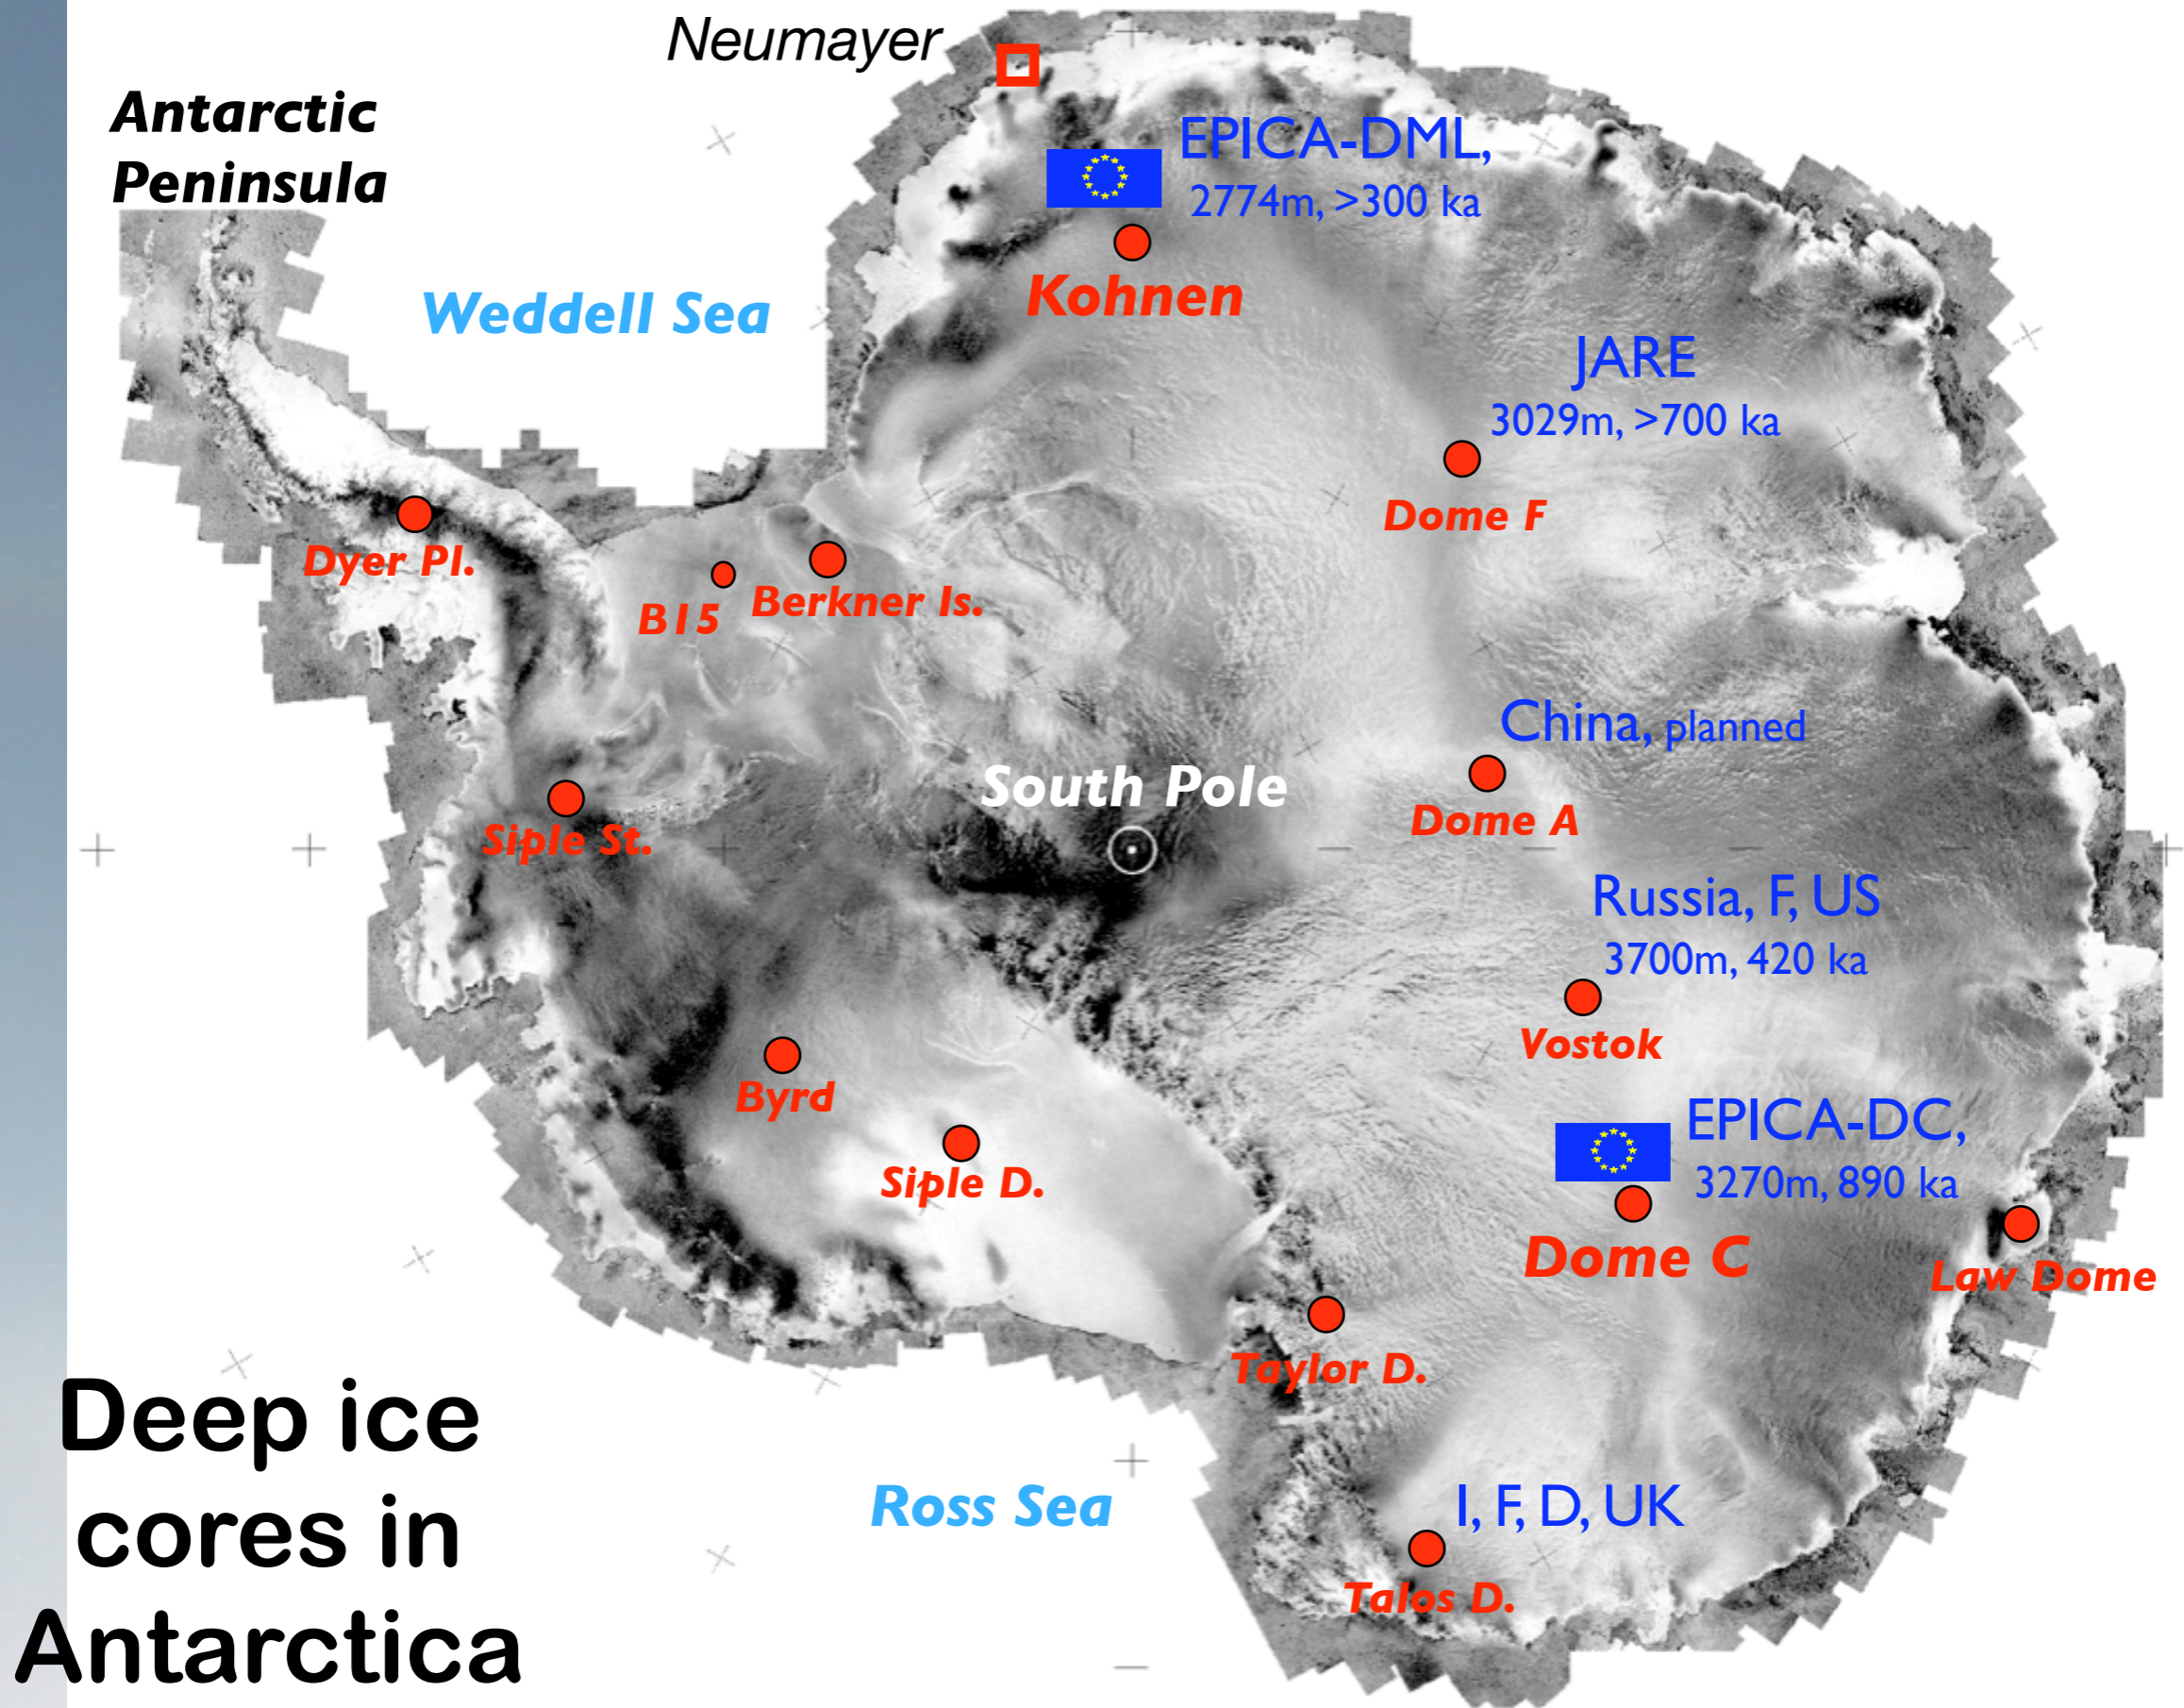 Neumayer
Antarctic
Peninsula
EPICA-DML,
2774m, >300 ka
Kohnen
Weddell Sea
JARE
3029m, >700 ka
Dome F
Dyer Pl.
B15
Berkner Is.
China, planned
South Pole
Dome A
Siple St.
Russia, F, US
3700m, 420 ka
Vostok
Byrd
EPICA-DC,
3270m, 890 ka
Siple D.
Dome C
Law Dome
Taylor D.
Deep ice
cores in
Antarctica
Ross Sea
I, F, D, UK
Talos D.